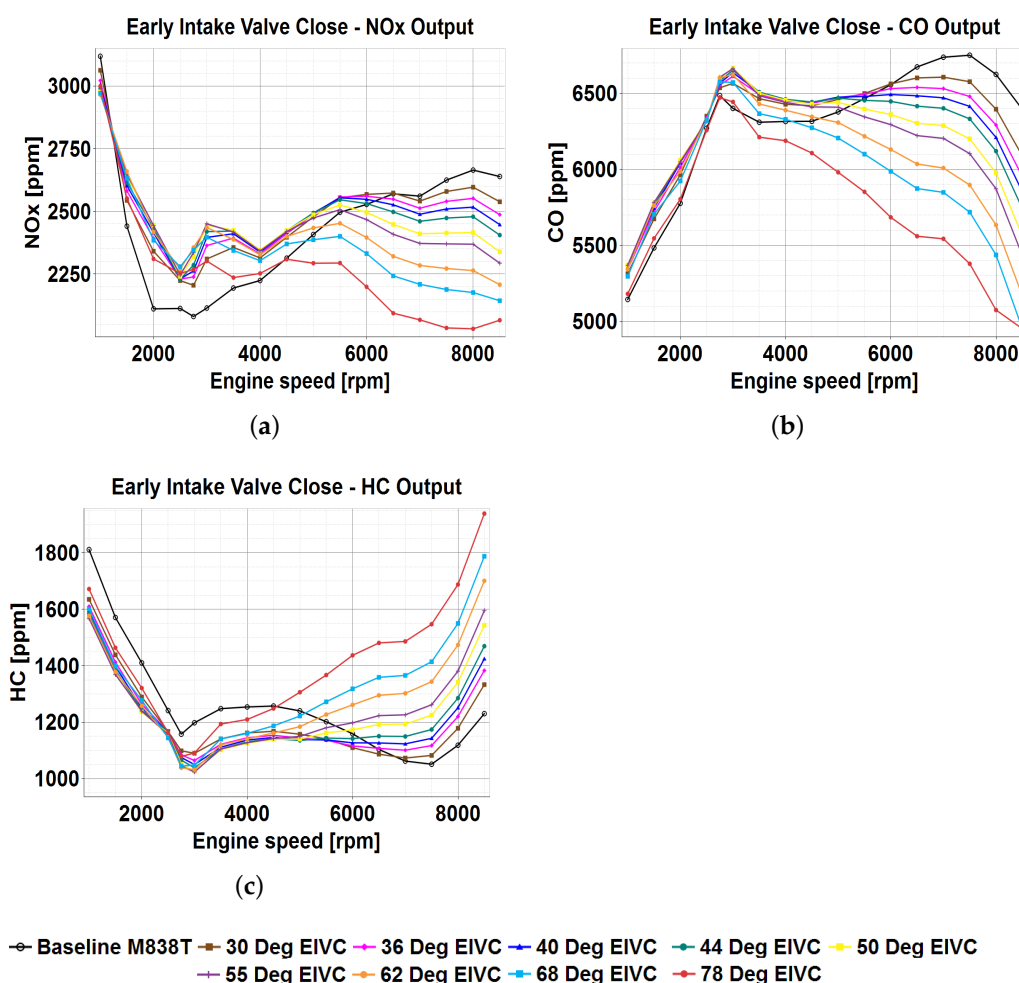 Early Intake Valve Close - NOx Output
NOx [ppm]
3000
2750
2500
2250
2000 4000 6000 8000
Engine speed [rpm]
(a)
Early Intake Valve Close - CO Output
CO [ppm]
6500
6000
5500
5000
2000 4000 6000 8000
Engine speed [rpm]
(b)
Early Intake Valve Close - HC Output
HC [ppm]
1800
1600
1400
1200
1000
2000 4000 6000 8000
Engine speed [rpm]
(c)
Baseline M838T 30 Deg EIVC 36 Deg EIVC 40 Deg EIVC 44 Deg EIVC 50 Deg EIVC
55 Deg EIVC 62 Deg EIVC 68 Deg EIVC 78 Deg EIVC